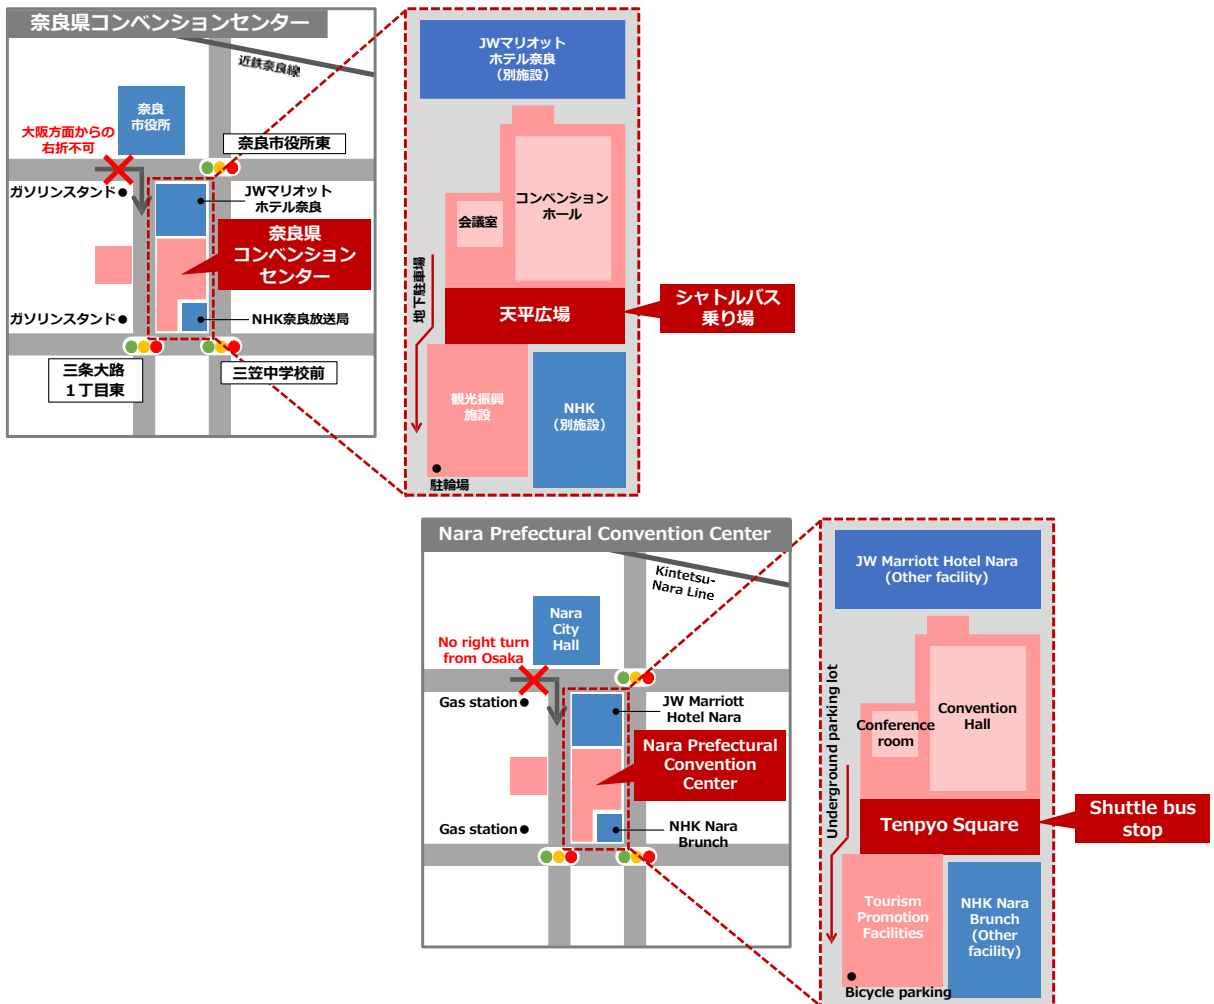 奈良県コンベンションセンター
近鉄奈良線
奈良
市役所
大阪方面からの
右折不可
奈良市役所東
ガソリンスタンド
JWマリオット
ホテル奈良
奈良県
コンベンション
センター
ガソリンスタンド
NHK奈良放送局
三条大路
１丁目東
三笠中学校前
JWマリオット
ホテル奈良
（別施設）
コンベンション
ホール
会議室
地下駐車場
天平広場
シャトルバス
乗り場
観光振興
施設
NHK
（別施設）
駐輪場
Nara Prefectural Convention Center
Kintetsu-
Nara Line
Nara
City
Hall
No right turn
from Osaka
Gas station
JW Marriott
Hotel Nara
Nara Prefectural
Convention
Center
Gas station
NHK Nara
Brunch
JW Marriott Hotel Nara
(Other facility)
Convention
Hall
Conference
room
Underground parking lot
Tenpyo Square
Shuttle bus
stop
Tourism
Promotion
Facilities
NHK Nara
Brunch
(Other
facility)
Bicycle parking